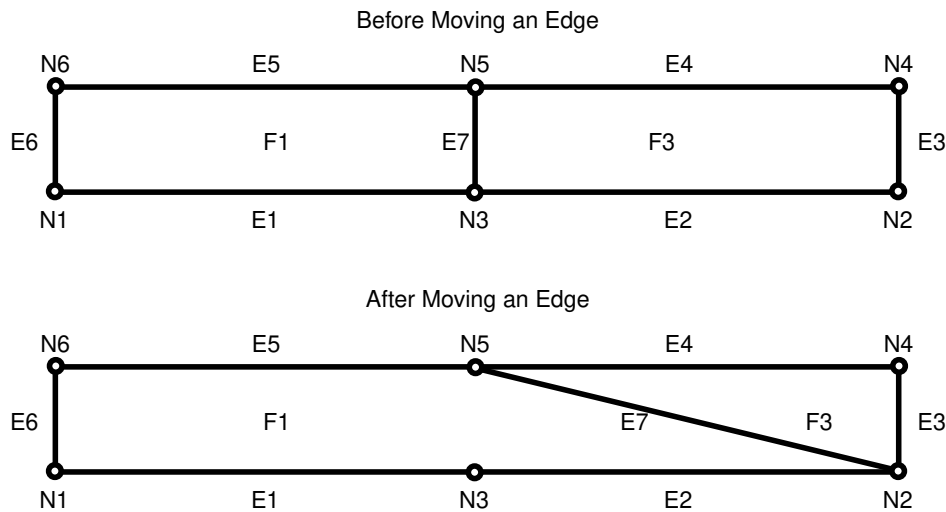 Before Moving an Edge
N6 E5 N5 E4 N4
E6 F1 E7 F3 E3
N1 E1 N3 E2 N2
After Moving an Edge
N6 E5 N5 E4 N4
E6 F1 E7 F3 E3
N1 E1 N3 E2 N2